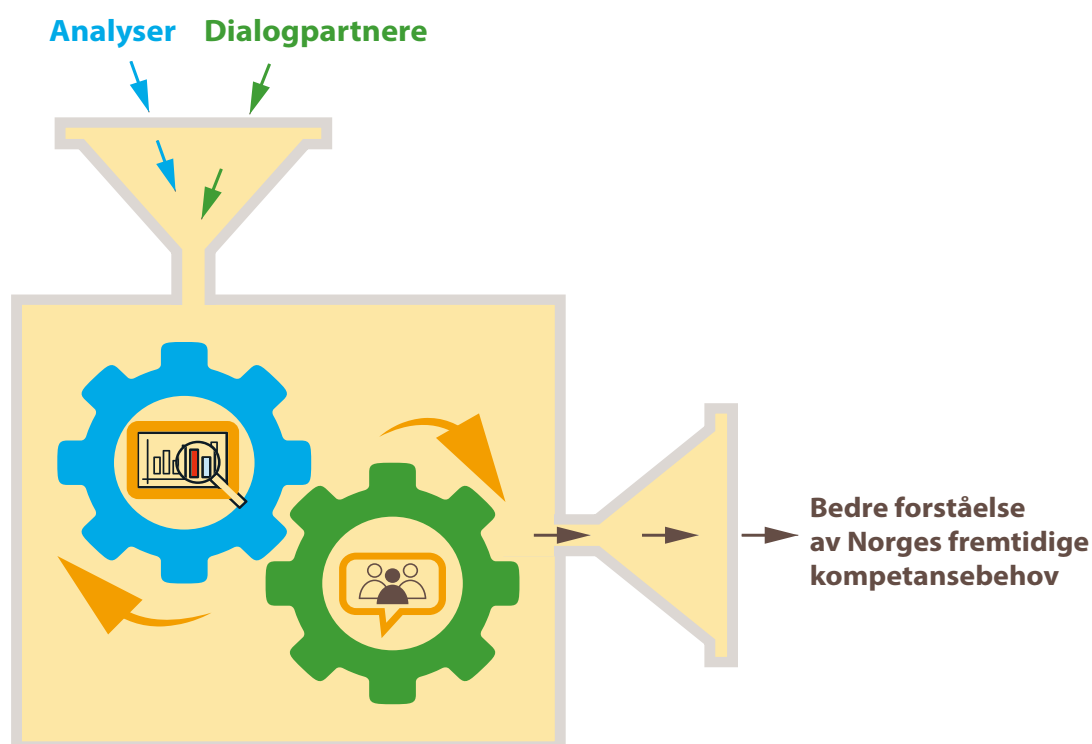 Analyser Dialogpartnere
Bedre forståelse
av Norges fremtidige
kompetansebehov